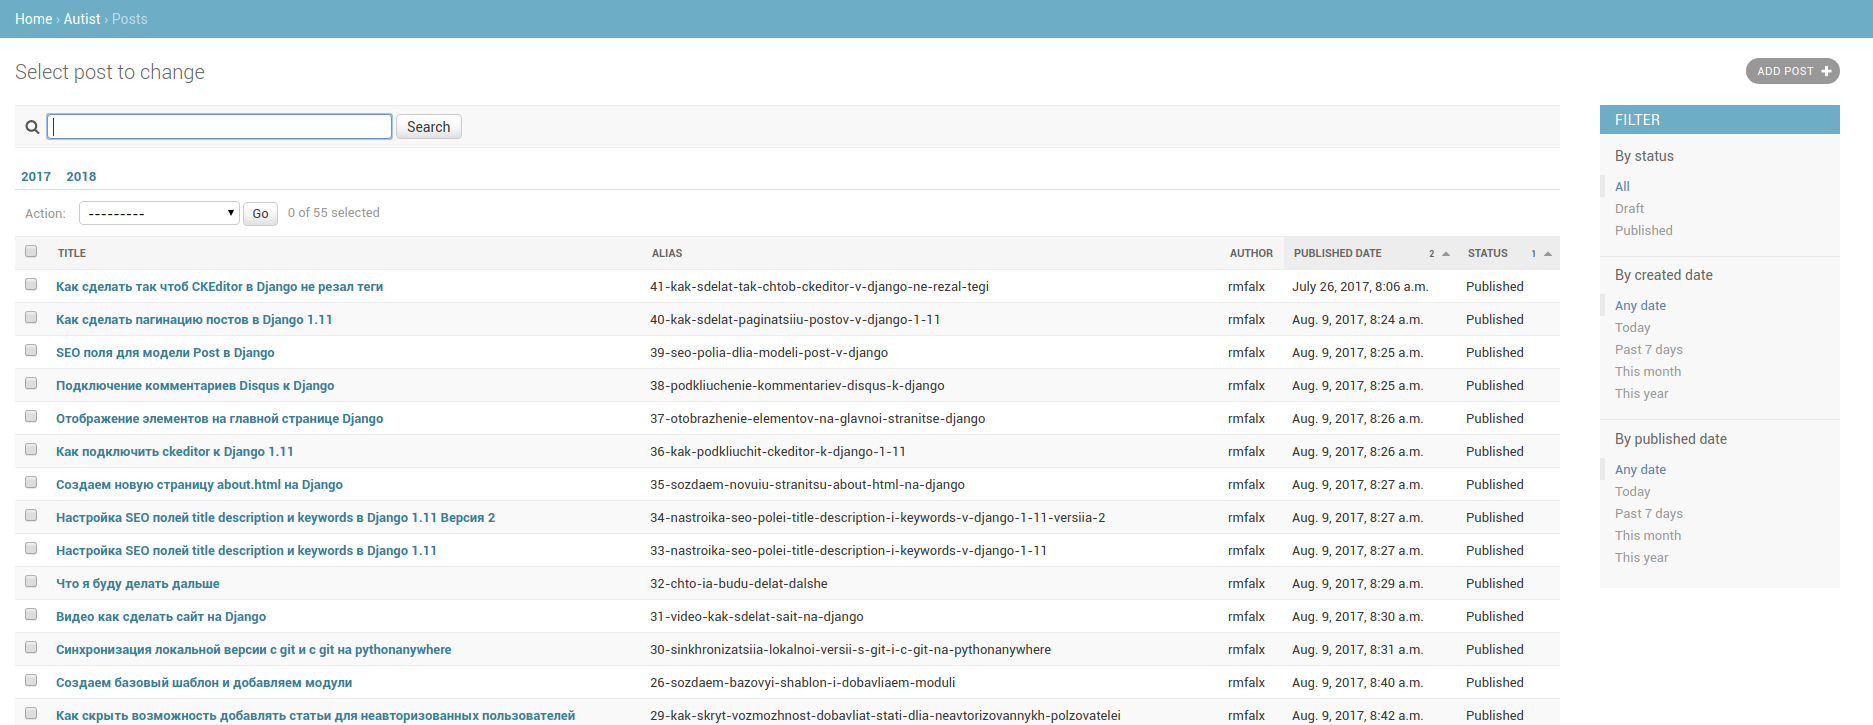 Home › Autist › Posts
Select post to change
ADD POST
Search
2017 2018
Action: --------- Go 0 of 55 selected
TITLE ALIAS AUTHOR PUBLISHED DATE 2 STATUS 1
Как сделать так чтоб CKEditor в Django не резал теги 41-kak-sdelat-tak-chtob-ckeditor-v-django-ne-rezal-tegi rmfalx July 26, 2017, 8:06 a.m. Published
Как сделать пагинацию постов в Django 1.11 40-kak-sdelat-paginatsiiu-postov-v-django-1-11 rmfalx Aug. 9, 2017, 8:24 a.m. Published
SEO поля для модели Post в Django 39-seo-polia-dlia-modeli-post-v-django rmfalx Aug. 9, 2017, 8:25 a.m. Published
Подключение комментариев Disqus к Django 38-podkliuchenie-kommentariev-disqus-k-django rmfalx Aug. 9, 2017, 8:25 a.m. Published
Отображение элементов на главной странице Django 37-otobrazhenie-elementov-na-glavnoi-stranitse-django rmfalx Aug. 9, 2017, 8:26 a.m. Published
Как подключить ckeditor к Django 1.11 36-kak-podkliuchit-ckeditor-k-django-1-11 rmfalx Aug. 9, 2017, 8:26 a.m. Published
Создаем новую страницу about.html на Django 35-sozdaem-novuiu-stranitsu-about-html-na-django rmfalx Aug. 9, 2017, 8:27 a.m. Published
Настройка SEO полей title description и keywords в Django 1.11 Версия 2 34-nastroika-seo-polei-title-description-i-keywords-v-django-1-11-versiia-2 rmfalx Aug. 9, 2017, 8:27 a.m. Published
Настройка SEO полей title description и keywords в Django 1.11 33-nastroika-seo-polei-title-description-i-keywords-v-django-1-11 rmfalx Aug. 9, 2017, 8:27 a.m. Published
Что я буду делать дальше 32-chto-ia-budu-delat-dalshe rmfalx Aug. 9, 2017, 8:29 a.m. Published
Видео как сделать сайт на Django 31-video-kak-sdelat-sait-na-django rmfalx Aug. 9, 2017, 8:30 a.m. Published
Синхронизация локальной версии с git и с git на pythonanywhere 30-sinkhronizatsiia-lokalnoi-versii-s-git-i-c-git-na-pythonanywhere rmfalx Aug. 9, 2017, 8:31 a.m. Published
Создаем базовый шаблон и добавляем модули 26-sozdaem-bazovyi-shablon-i-dobavliaem-moduli rmfalx Aug. 9, 2017, 8:40 a.m. Published
Как скрыть возможность добавлять статьи для неавторизованных пользователей 29-kak-skryt-vozmozhnost-dobavliat-stati-dlia-neavtorizovannykh-polzovatelei rmfalx Aug. 9, 2017, 8:42 a.m. Published
FILTER
By status
All
Draft
Published
By created date
Any date
Today
Past 7 days
This month
This year
By published date
Any date
Today
Past 7 days
This month
This year